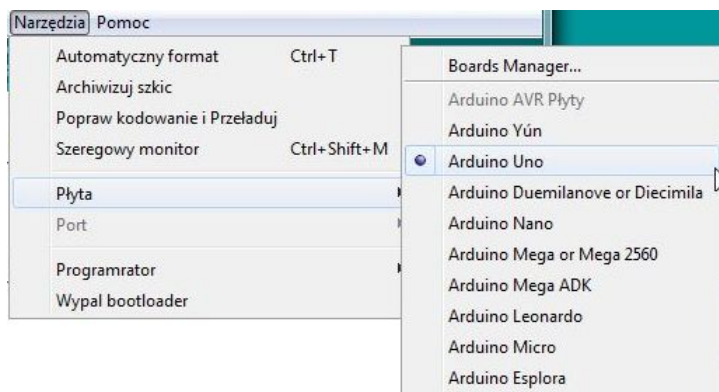 Narzędzia Pomoc
Automatyczny format Ctrl+T
Archiwizuj szkic
Popraw kodowanie i Przeładuj
Szeregowy monitor Ctrl+Shift+M
Płyta
Port
Programrator
Wypal bootloader
Boards Manager...
Arduino AVR Płyty
Arduino Yún
Arduino Uno
Arduino Duemilanove or Diecimila
Arduino Nano
Arduino Mega or Mega 2560
Arduino Mega ADK
Arduino Leonardo
Arduino Micro
Arduino Esplora